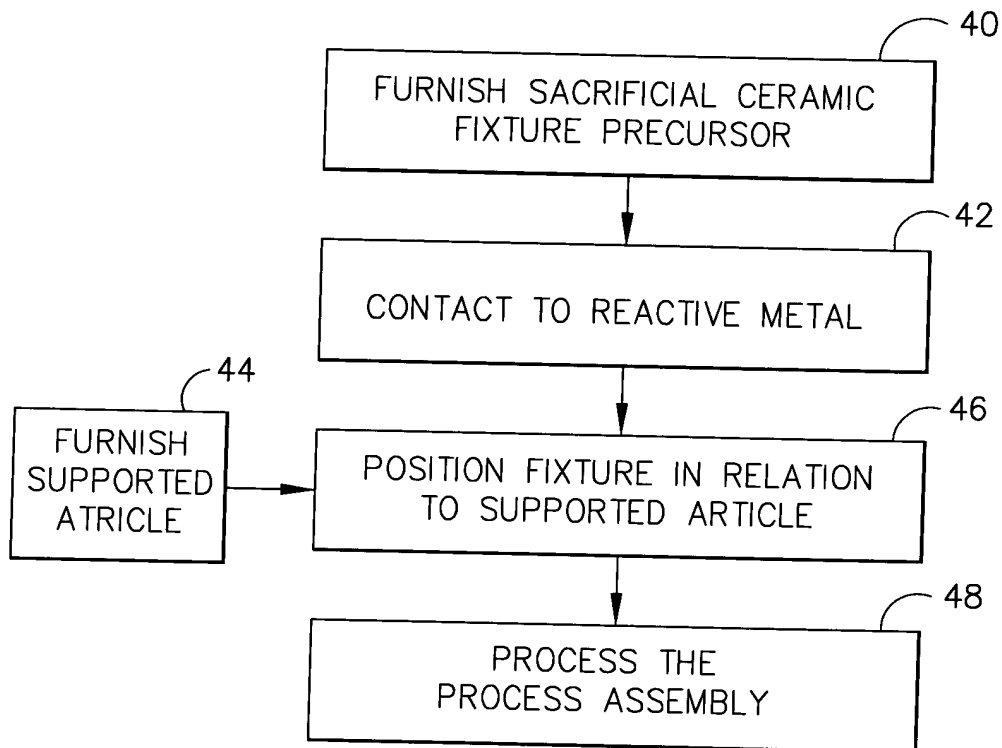 40
FURNISH SACRIFICIAL CERAMIC
FIXTURE PRECURSOR
42
CONTACT TO REACTIVE METAL
44
FURNISH
SUPPORTED
ATRICLE
46
POSITION FIXTURE IN RELATION
TO SUPPORTED ARTICLE
48
PROCESS THE
PROCESS ASSEMBLY